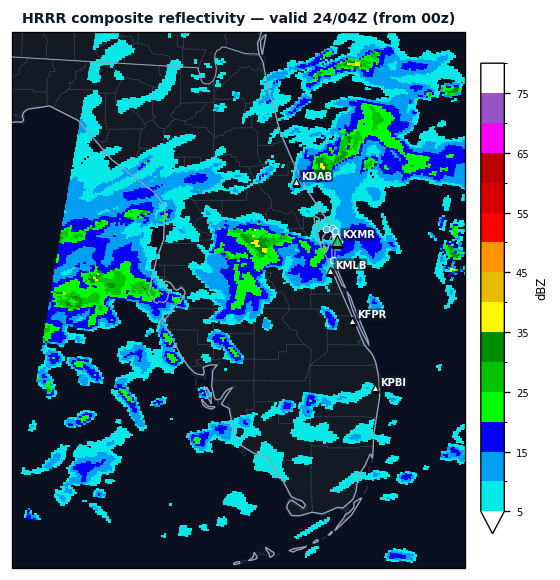 HRRR composite reflectivity — valid 24/04Z (from 00z)
KDAB
KXMR
KMLB
KFPR
KPBI
75
65
55
45
35
25
15
5
dBZ